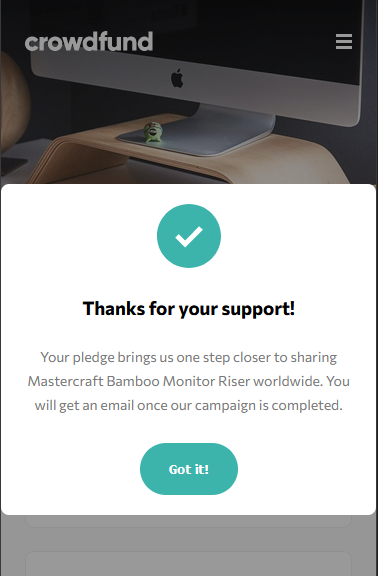 crowdfund
Thanks for your support!
Your pledge brings us one step closer to sharing
Mastercraft Bamboo Monitor Riser worldwide. You
will get an email once our campaign is completed.
Got it!